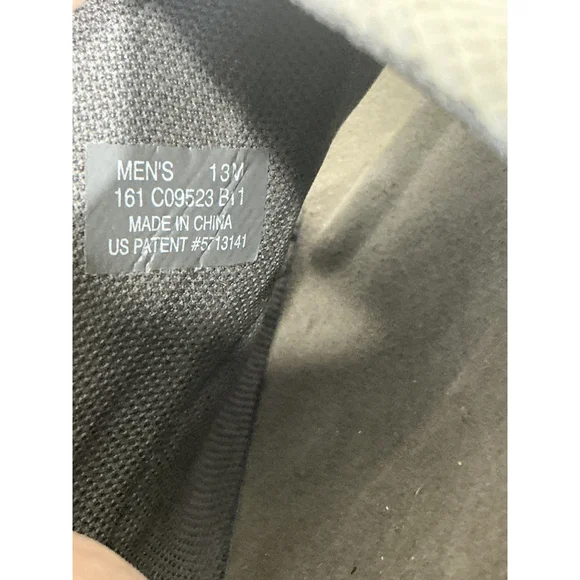 MEN'S 13M
161 C09523 B11
MADE IN CHINA
US PATENT #5713141